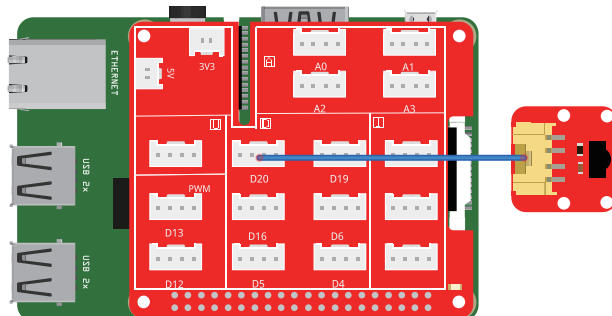 ETHERNET
3V3
5V
A
A0
A1
A2
A3
D
D
I
D20
D19
PWM
USB 2x
D13
D16
D6
USB 2x
D12
D5
D4